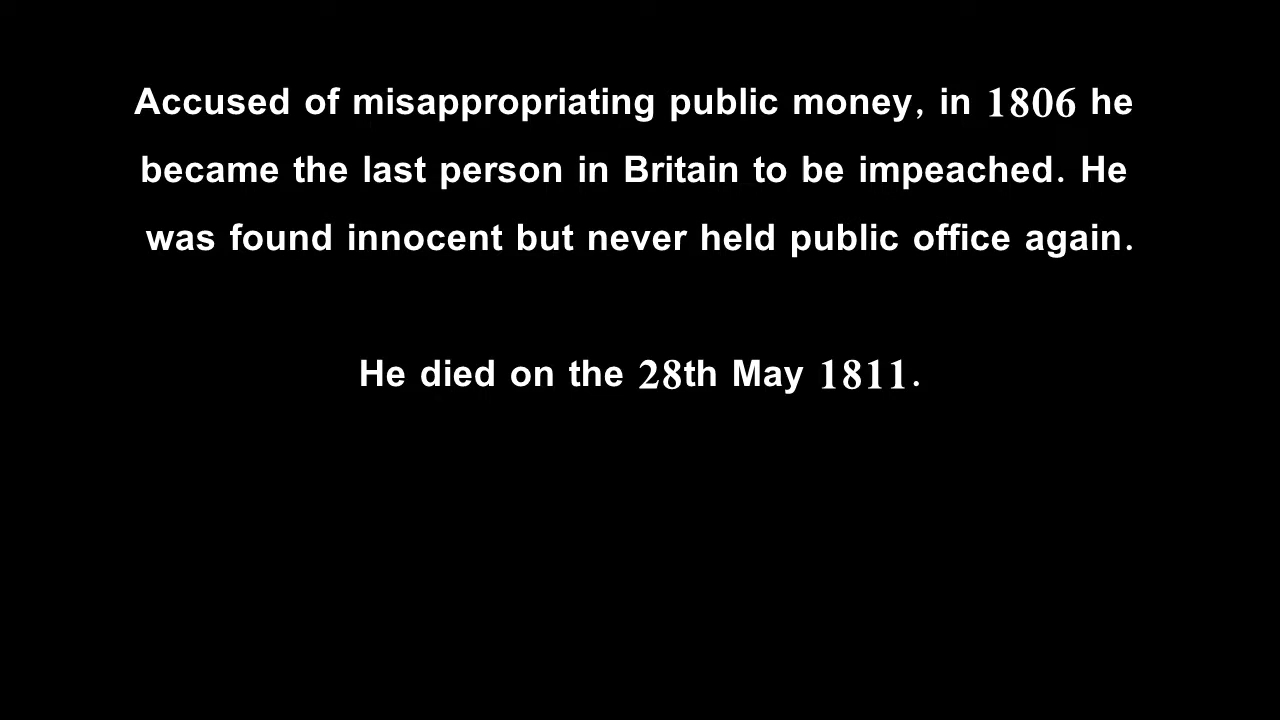 Accused of misappropriating public money, in 1806 he
became the last person in Britain to be impeached. He
was found innocent but never held public office again.
He died on the 28th May 1811.